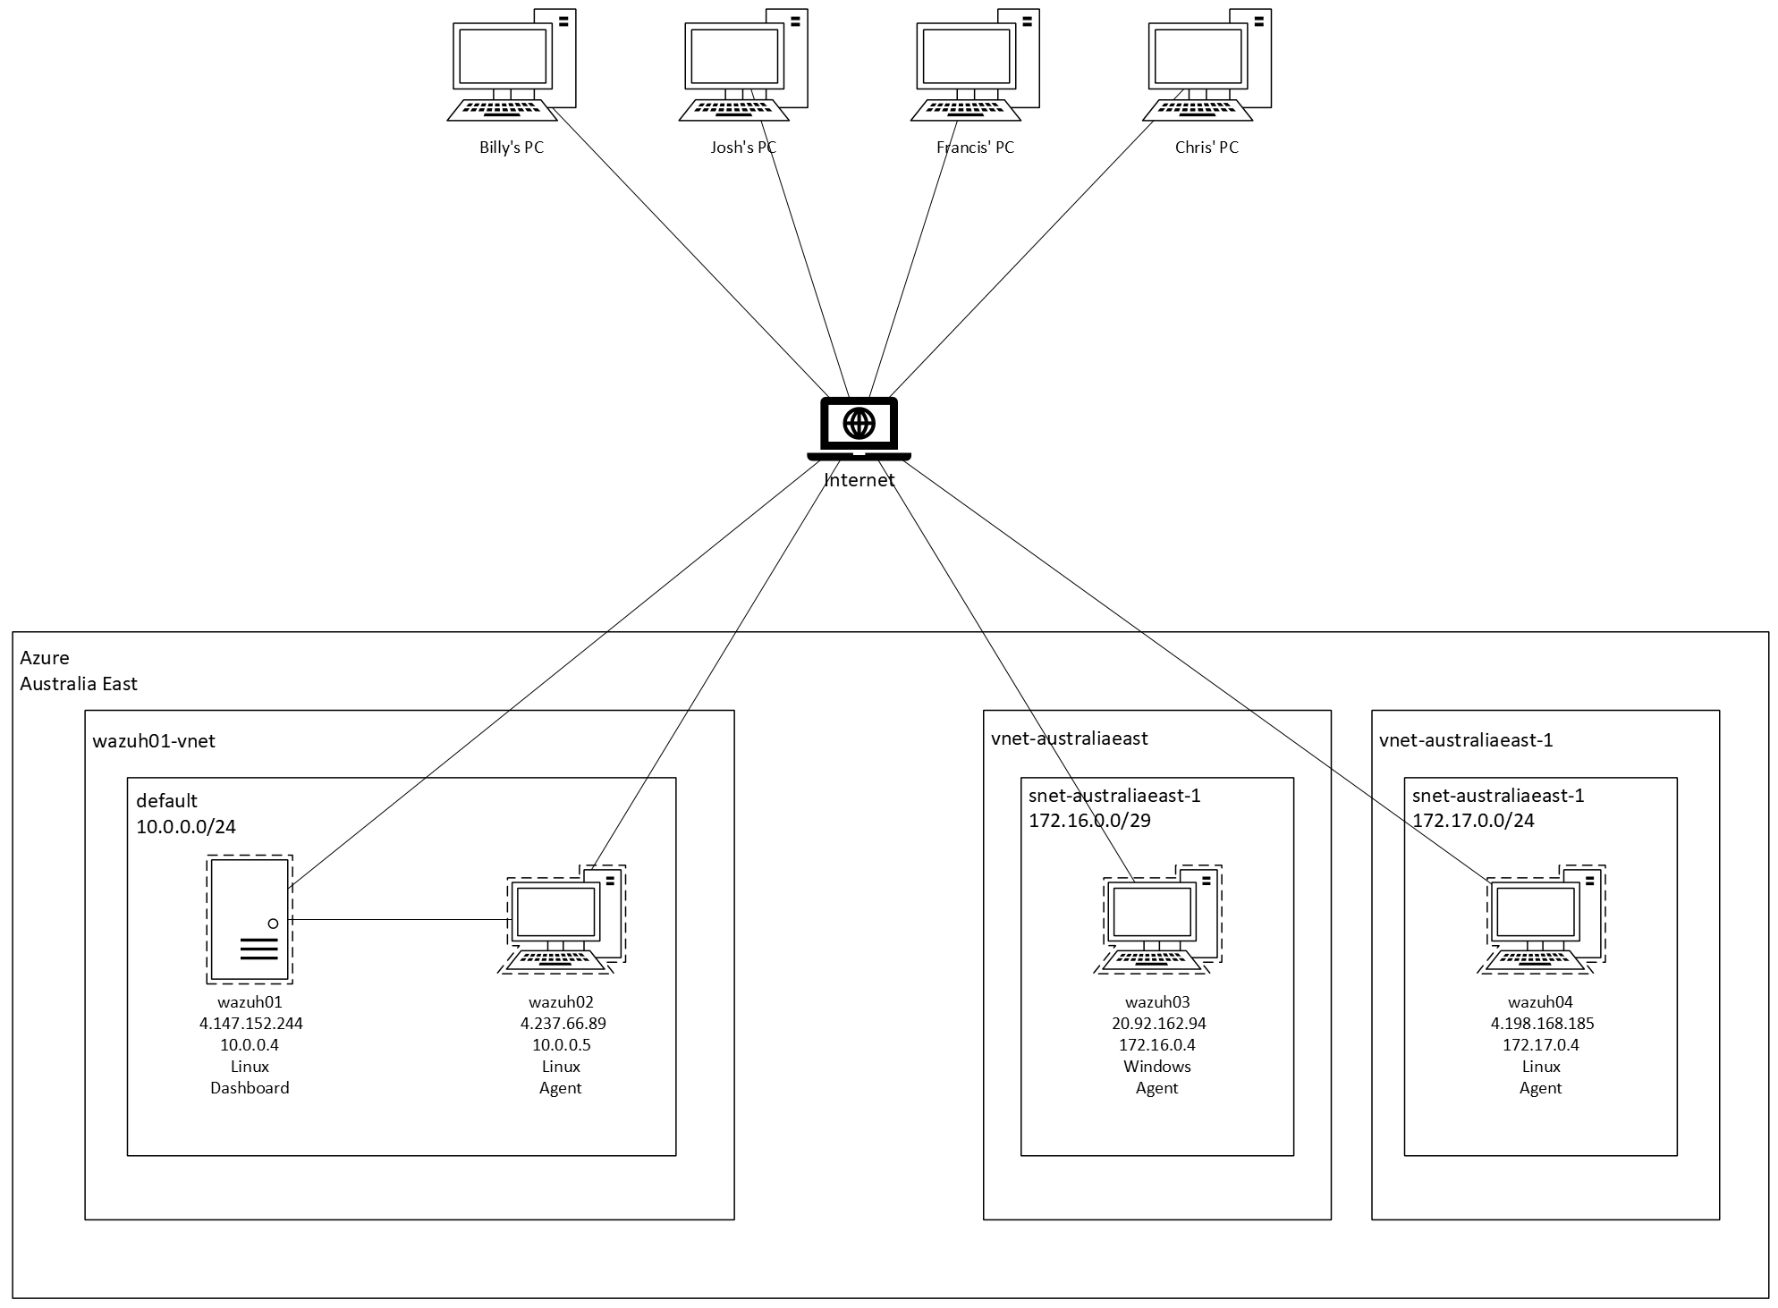 Billy's PC
Josh's PC
Francis' PC
Chris' PC
Internet
Azure
Australia East
wazuh01-vnet
default
10.0.0.0/24
wazuh01
4.147.152.244
10.0.0.4
Linux
Dashboard
wazuh02
4.237.66.89
10.0.0.5
Linux
Agent
vnet-australiaeast
snet-australiaeast-1
172.16.0.0/29
wazuh03
20.92.162.94
172.16.0.4
Windows
Agent
vnet-australiaeast-1
snet-australiaeast-1
172.17.0.0/24
wazuh04
4.198.168.185
172.17.0.4
Linux
Agent